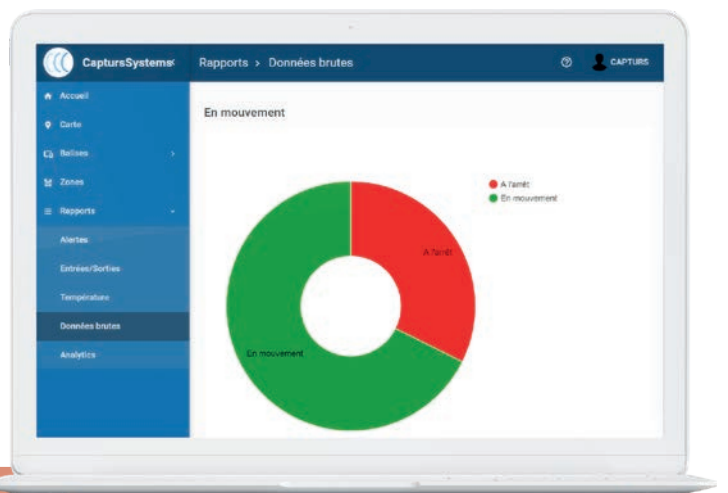 CaptursSystems
Rapports > Données brutes
CAPTURS
Accueil
Carte
Balises
Zones
Rapports
Alertes
Entrées/Sorties
Température
Données brutes
Analytics
En mouvement
A l'arrêt
En mouvement
A l'arrêt
En mouvement